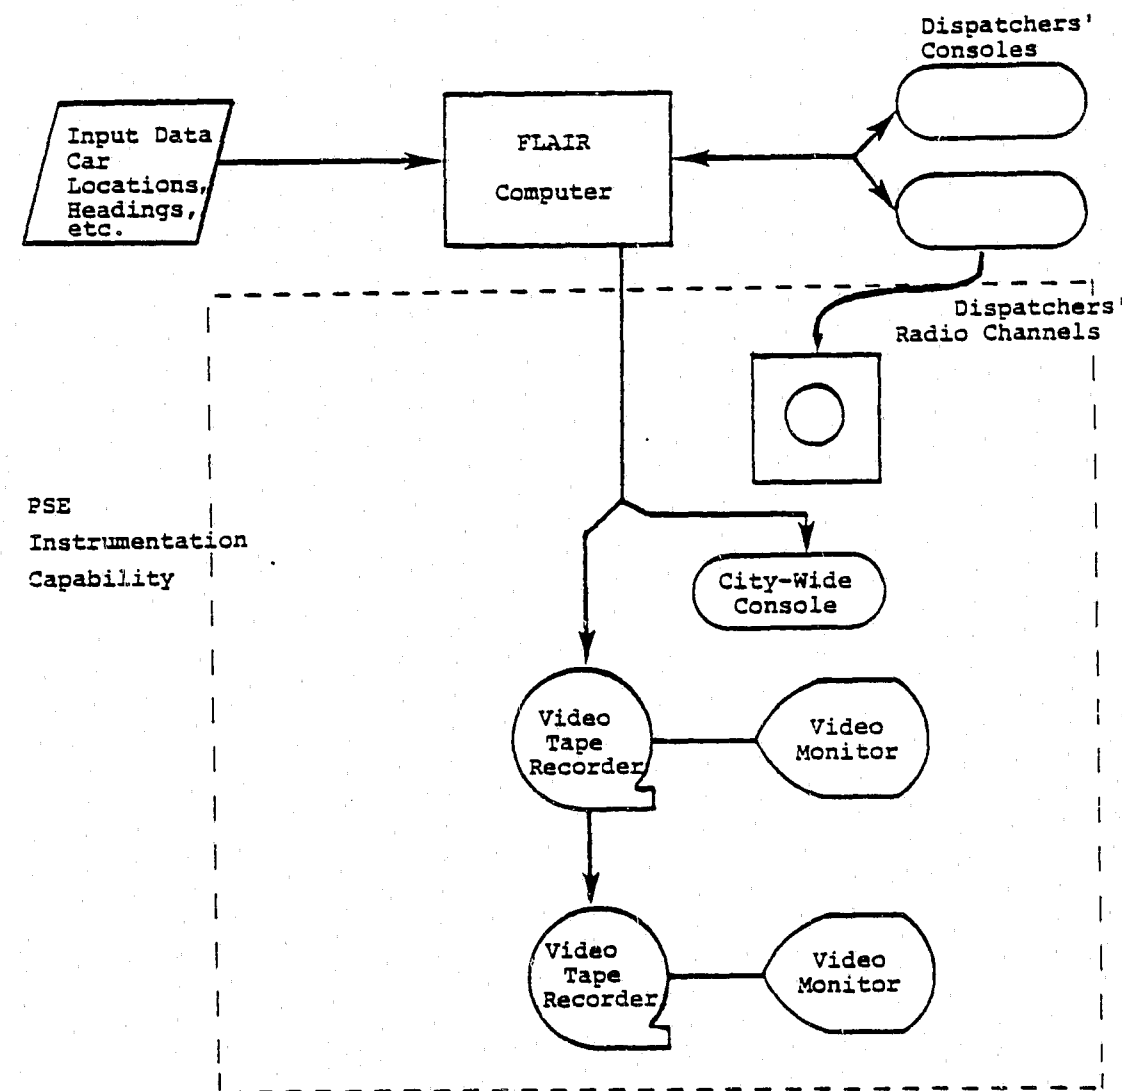 Dispatchers'
Consoles
Input Data
Car
Locations,
Headings,
etc.
FLAIR
Computer
Dispatchers'
Radio Channels
PSE
Instrumentation
Capability
City-Wide
Console
Video
Tape
Recorder
Video
Monitor
Video
Tape
Recorder
Video
Monitor